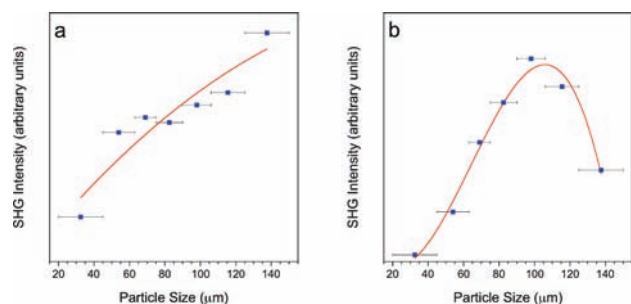 a
SHG Intensity (arbitrary units)
20 40 60 80 100 120 140
Particle Size (μm)
b
SHG Intensity (arbitrary units)
20 40 60 80 100 120 140
Particle Size (μm)